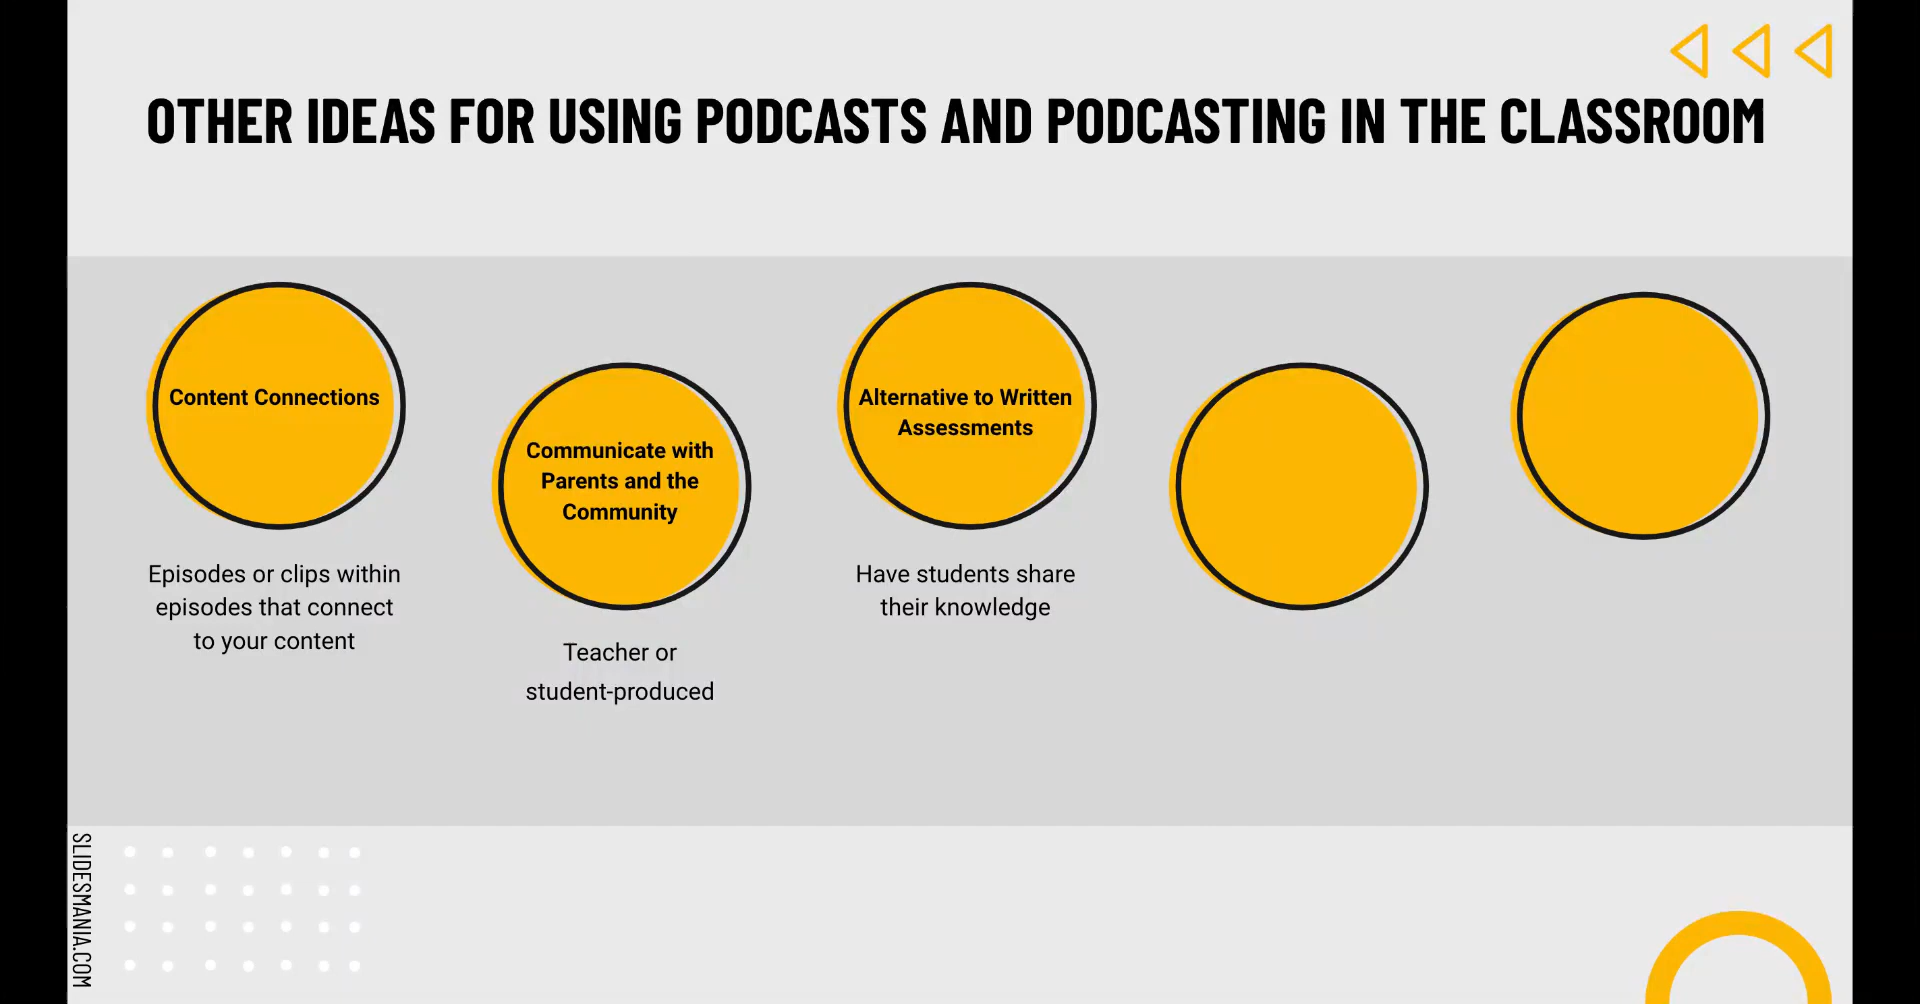 OTHER IDEAS FOR USING PODCASTS AND PODCASTING IN THE CLASSROOM
Content Connections
Episodes or clips within
episodes that connect
to your content
Communicate with
Parents and the
Community
Teacher or
student-produced
Alternative to Written
Assessments
Have students share
their knowledge
SLIDESMANIA.COM